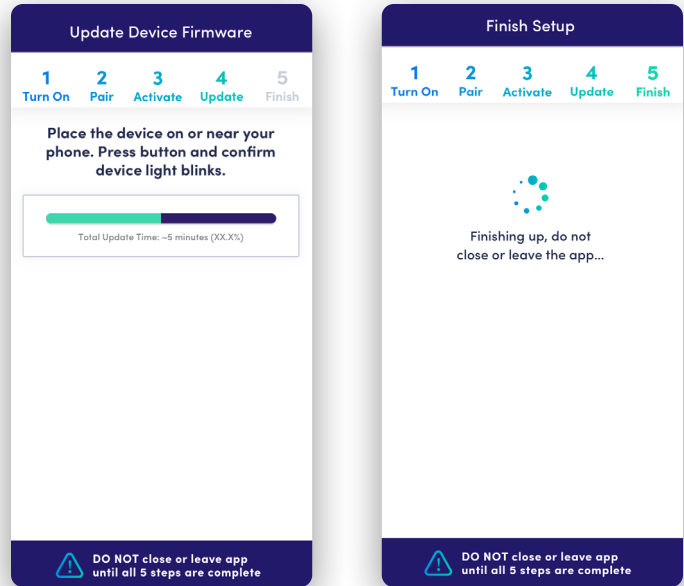 Update Device Firmware
1 2 3 4 5
Turn On Pair Activate Update Finish
Place the device on or near your
phone. Press button and confirm
device light blinks.
Total Update Time: ~5 minutes (XX.X%)
DO NOT close or leave app
until all 5 steps are complete
Finish Setup
1 2 3 4 5
Turn On Pair Activate Update Finish
Finishing up, do not
close or leave the app...
DO NOT close or leave app
until all 5 steps are complete